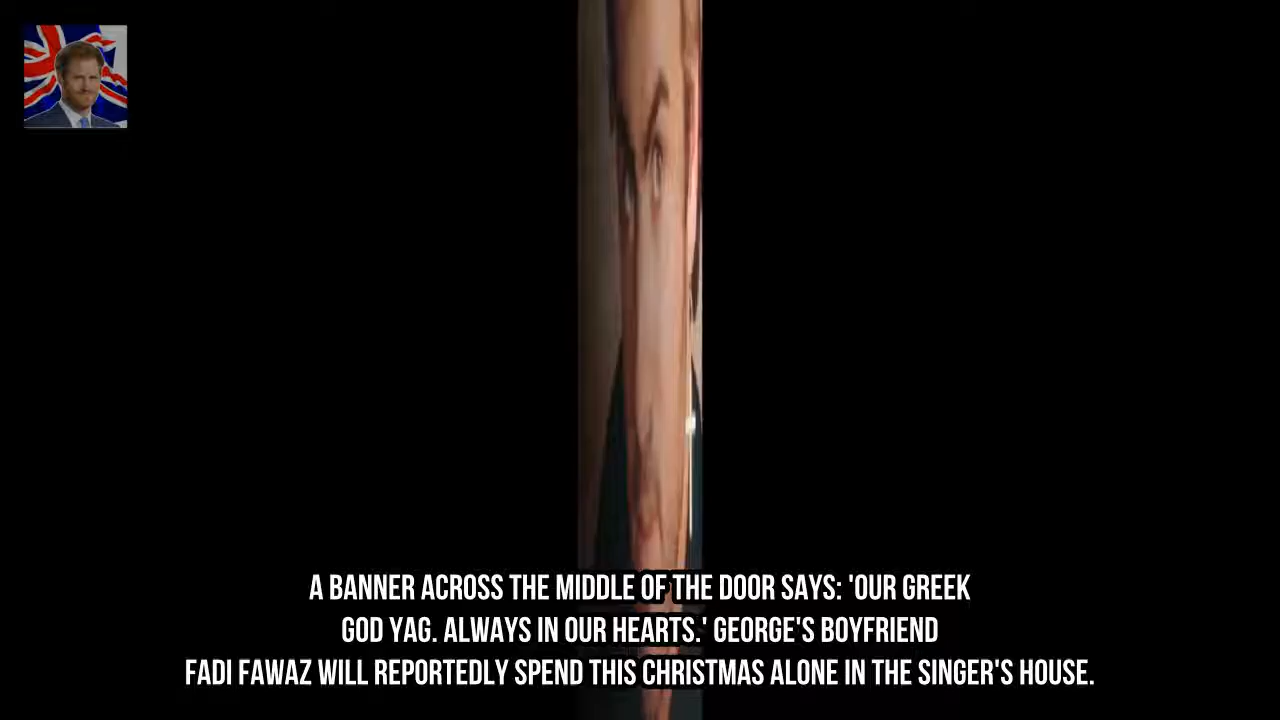 A BANNER ACROSS THE MIDDLE OF THE DOOR SAYS: 'OUR GREEK
GOD YAG. ALWAYS IN OUR HEARTS.' GEORGE'S BOYFRIEND
FADI FAWAZ WILL REPORTEDLY SPEND THIS CHRISTMAS ALONE IN THE SINGER'S HOUSE.